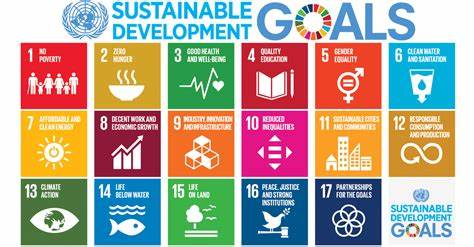 SUSTAINABLE
DEVELOPMENT
GOALS
1 NO
POVERTY
2 ZERO
HUNGER
3 GOOD HEALTH
AND WELL-BEING
4 QUALITY
EDUCATION
5 GENDER
EQUALITY
6 CLEAN WATER
AND SANITATION
7 AFFORDABLE AND
CLEAN ENERGY
8 DECENT WORK AND
ECONOMIC GROWTH
9 INDUSTRY, INNOVATION
AND INFRASTRUCTURE
10 REDUCED
INEQUALITIES
11 SUSTAINABLE CITIES
AND COMMUNITIES
12 RESPONSIBLE
CONSUMPTION
AND PRODUCTION
13 CLIMATE
ACTION
14 LIFE
BELOW WATER
15 LIFE
ON LAND
16 PEACE, JUSTICE
AND STRONG
INSTITUTIONS
17 PARTNERSHIPS
FOR THE GOALS
SUSTAINABLE
DEVELOPMENT
GOALS